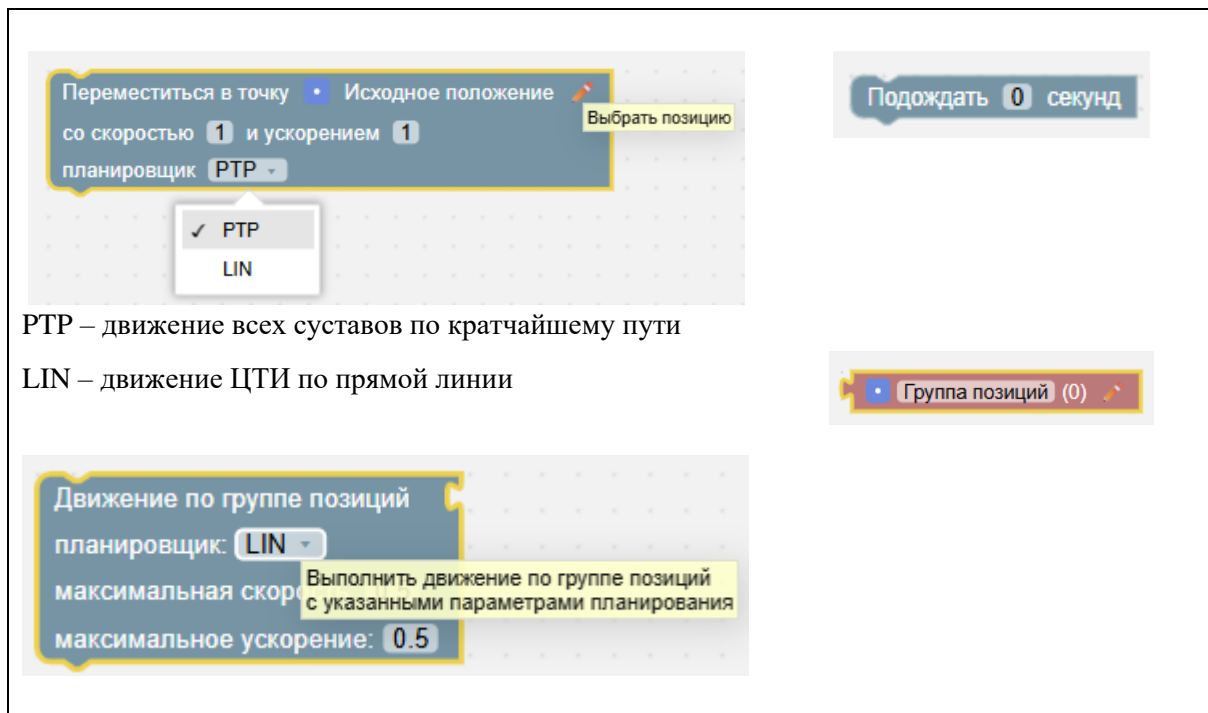 Переместиться в точку Исходное положение
Выбрать позицию
со скоростью 1 и ускорением 1
планировщик PTP
✓ PTP
LIN
Подождать 0 секунд
PTP – движение всех суставов по кратчайшему пути
LIN – движение ЦТИ по прямой линии
Группа позиций (0)
Движение по группе позиций
планировщик: LIN
Выполнить движение по группе позиций
с указанными параметрами планирования
максимальная скор
максимальное ускорение: 0.5